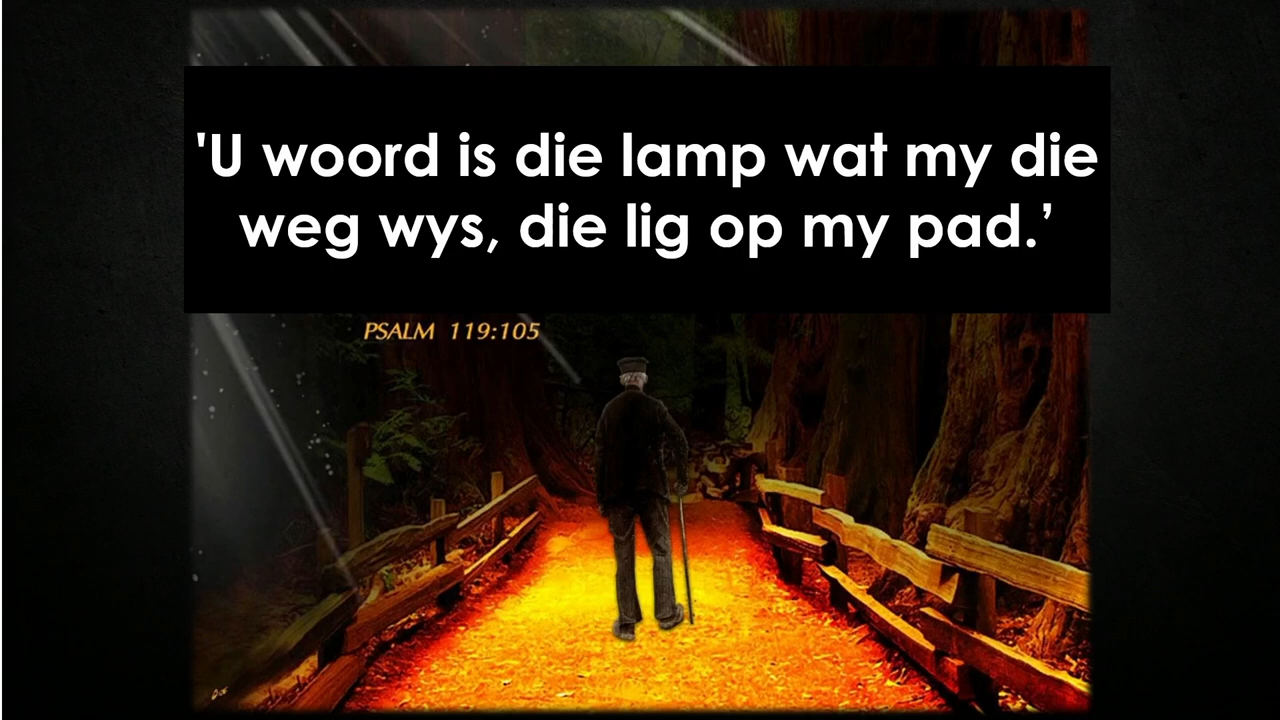 'U woord is die lamp wat my die
weg wys, die lig op my pad.’
PSALM 119:105